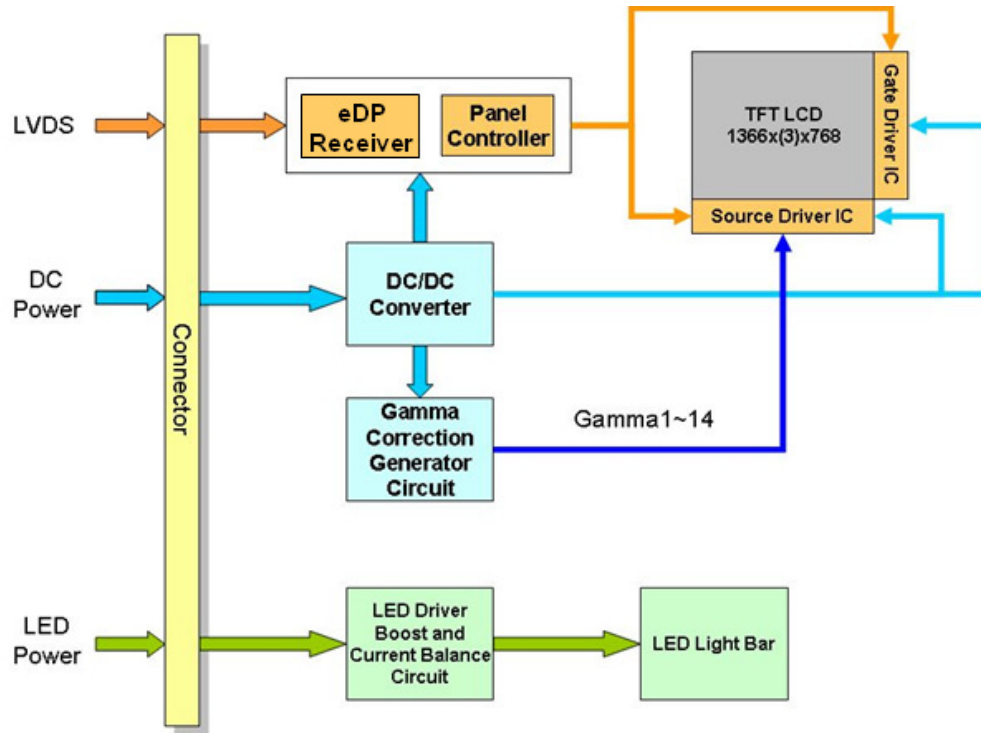 LVDS
eDP
Receiver
Panel
Controller
TFT LCD
1366x(3)x768
Gate Driver IC
Source Driver IC
DC
Power
Connector
DC/DC
Converter
Gamma
Correction
Generator
Circuit
Gamma1~14
LED
Power
LED Driver
Boost and
Current Balance
Circuit
LED Light Bar